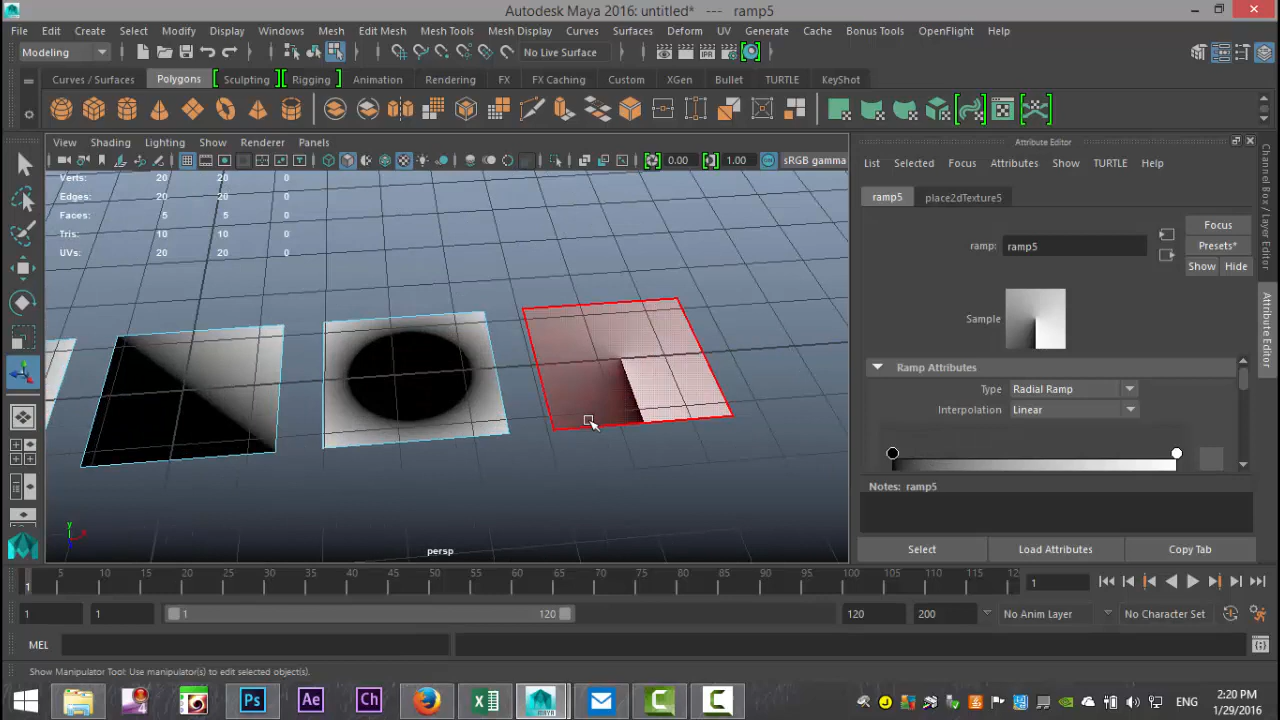 Autodesk Maya 2016: untitled* --- ramp5
File Edit Create Select Modify Display Windows Mesh Edit Mesh Mesh Tools Mesh Display Curves Surfaces Deform UV Generate Cache Bonus Tools OpenFlight Help
Modeling No Live Surface
Curves / Surfaces Polygons Sculpting Rigging Animation Rendering FX FX Caching Custom XGen Bullet TURTLE KeyShot
View Shading Lighting Show Renderer Panels
0.00 1.00 sRGB gamma
Verts: 20 20 0
Edges: 20 20 0
Faces: 5 5 0
Tris: 10 10 0
UVs: 20 20 0
y
persp
Attribute Editor
List Selected Focus Attributes Show TURTLE Help
ramp5 place2dTexture5
Focus
ramp: ramp5 Presets*
Show Hide
Sample
Ramp Attributes
Type Radial Ramp
Interpolation Linear
Notes: ramp5
Select Load Attributes Copy Tab
Channel Box / Layer Editor
Attribute Editor
1 5 10 15 20 25 30 35 40 45 50 55 60 65 70 75 80 85 90 95 100 105 110 115 12 1
1 1 1 120 120 200 No Anim Layer No Character Set
MEL
Show Manipulator Tool: Use manipulator(s) to edit selected object(s).
Ps Ae Ch ENG 2:20 PM
1/29/2016